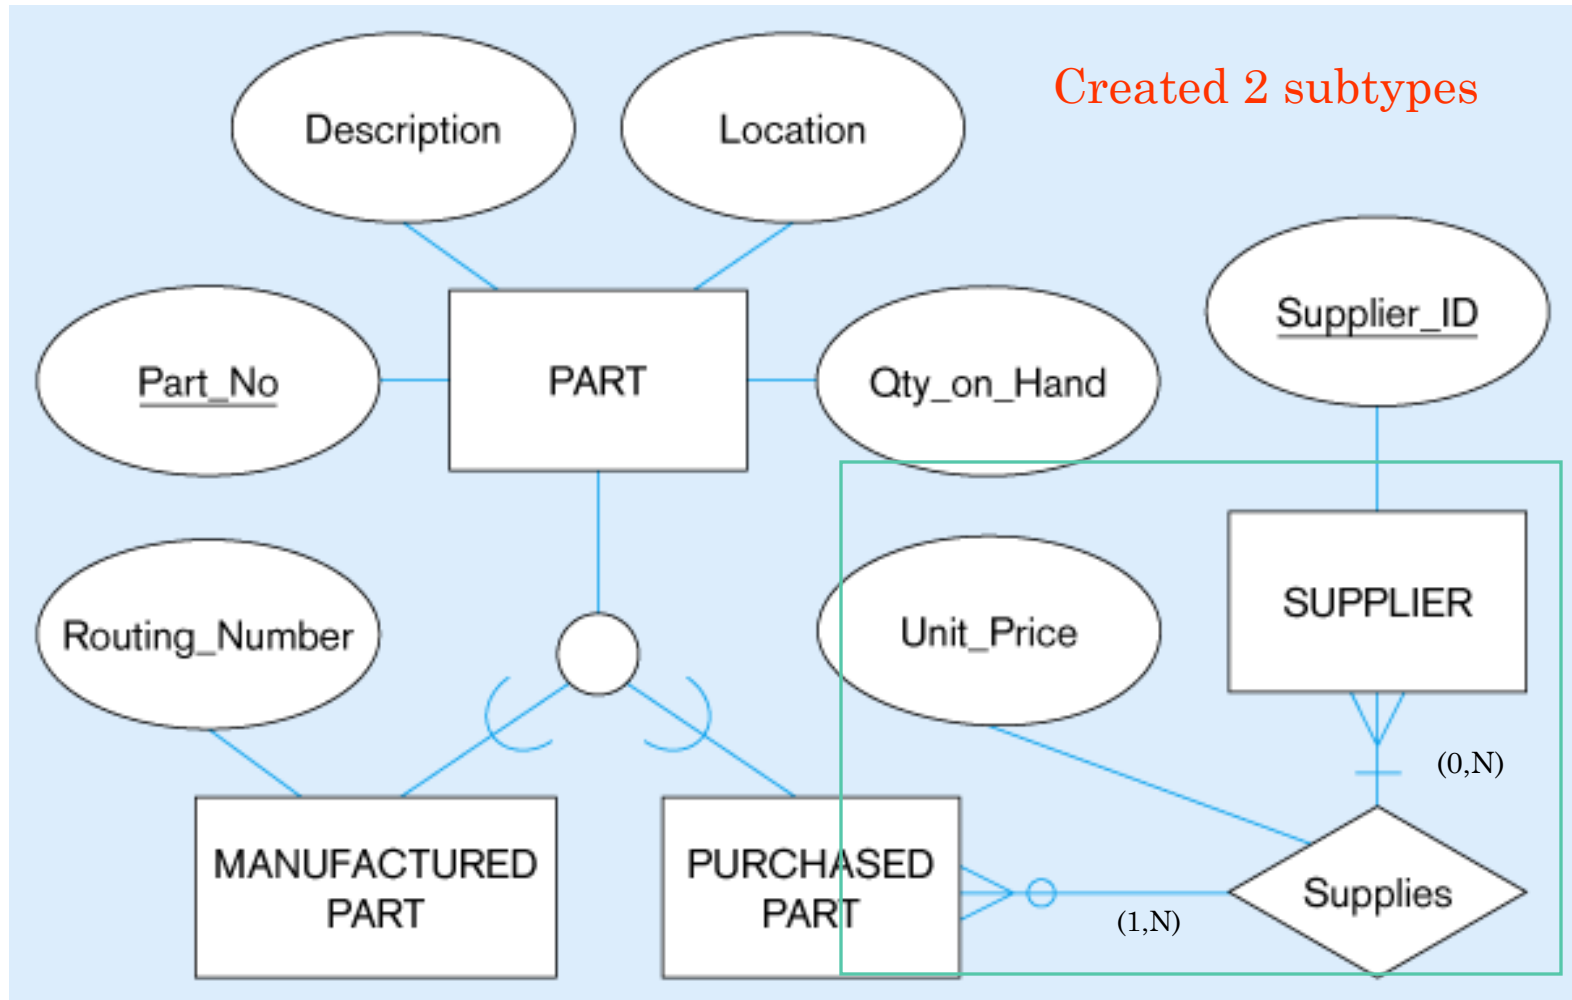 Created 2 subtypes
Description
Location
Supplier_ID
Part_No
PART
Qty_on_Hand
SUPPLIER
Routing_Number
Unit_Price
(0,N)
MANUFACTURED
PART
PURCHASED
PART
(1,N)
Supplies